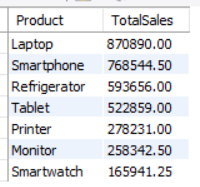 Product TotalSales
Laptop 870890.00
Smartphone 768544.50
Refrigerator 593656.00
Tablet 522859.00
Printer 278231.00
Monitor 258342.50
Smartwatch 165941.25